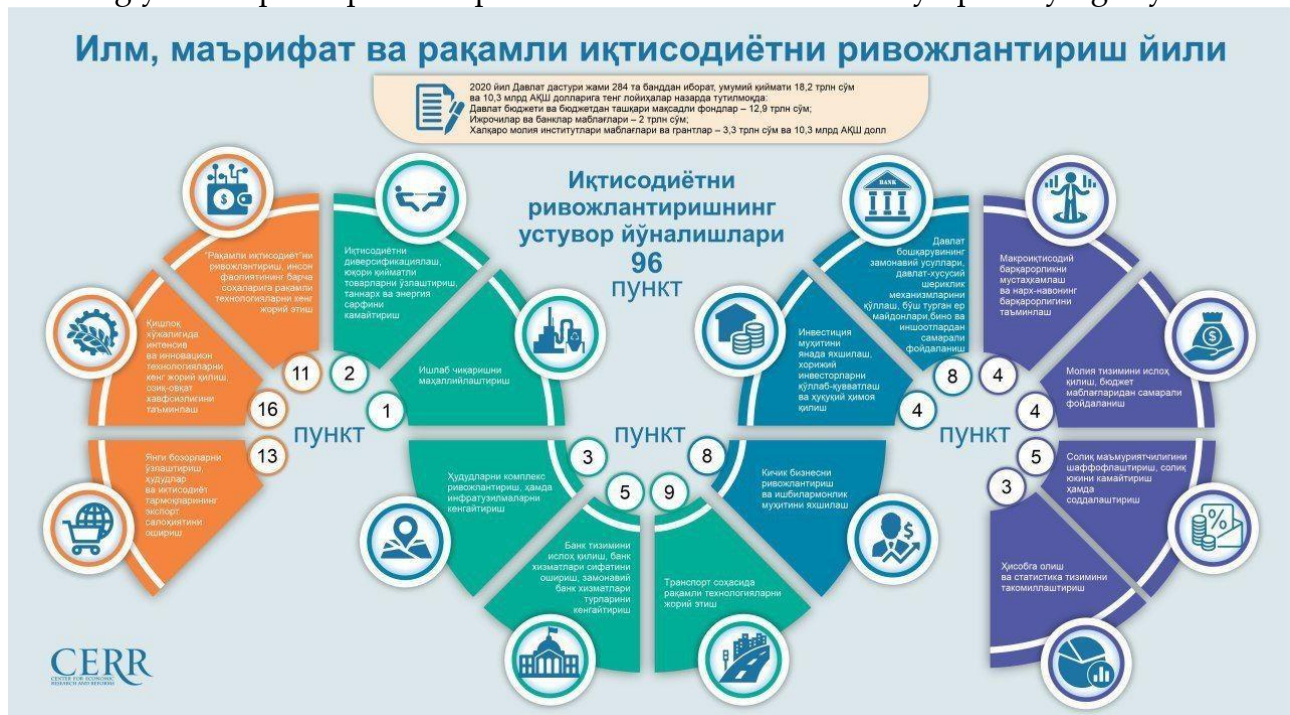 Илм, маърифат ва рақамли иқтисодиётни ривожлантириш йили
2020 йил Давлат дастури жами 284 та банддан иборат, умумий қиймати 18,2 трлн сўм
ва 10,3 млрд АҚШ долларига тенг лойиҳалар назарда тутилмоқда:
Давлат бюджети ва бюджетдан ташқари мақсадли фондлар – 12,9 трлн сўм;
Ижрочилар ва банклар маблағлари – 2 трлн сўм;
Халқаро молия институтлари маблағлари ва грантлар – 3,3 трлн сўм ва 10,3 млрд АҚШ долл
Иқтисодиётни
ривожлантиришнинг
устувор йўналишлари
96
пункт
"Рақамли иқтисодиёт"ни
ривожлантириш, инсон
фаолиятининг барча
соҳаларига рақамли
технологияларни кенг
жорий этиш
11
Қишлоқ
хўжалигида
интенсив
ва инновацион
технологияларни
кенг жорий қилиш,
озиқ-овқат
хавфсизлигини
таъминлаш
16
Янги бозорларни
ўзлаштириш,
ҳудудлар
ва иқтисодиёт
тармоқларининг
экспорт
салоҳиятини
ошириш
13
пункт
Иқтисодиётни
диверсификациялаш,
юқори қийматли
товарларни ўзлаштириш,
таннарх ва энергия
сарфини
камайтириш
2
Ишлаб чиқаришни
маҳаллийлаштириш
1
Ҳудудларни комплекс
ривожлантириш, ҳамда
инфратузилмаларни
кенгайтириш
3
Банк тизимини
ислоҳ қилиш, банк
хизматлари сифатини
ошириш, замонавий
банк хизматлари
турларини
кенгайтириш
5
пункт
Транспорт соҳасида
рақамли технологияларни
жорий этиш
9
Кичик бизнесни
ривожлантириш
ва ишбилармонлик
муҳитини яхшилаш
8
Инвестиция
муҳитини
янада яхшилаш,
хорижий
инвесторларни
қўллаб-қувватлаш
ва ҳуқуқий ҳимоя
қилиш
4
BANK
Давлат
бошқарувининг
замонавий усуллари,
давлат-хусусий
шериклик
механизмларини
қўллаш, бўш турган ер
майдонлари,бино ва
иншоотлардан
самарали
фойдаланиш
8
пункт
Макроиқтисодий
барқарорликни
мустаҳкамлаш
ва нарх-навонинг
барқарорлигини
таъминлаш
4
Молия тизимини ислоҳ
қилиш, бюджет
маблағларидан самарали
фойдаланиш
4
Солиқ маъмуриятчилигини
шаффофлаштириш, солиқ
юкини камайтириш
ҳамда
соддалаштириш
5
Ҳисобга олиш
ва статистика тизимини
такомиллаштириш
3
CERR
CENTER FOR ECONOMIC
RESEARCH AND REFORMS